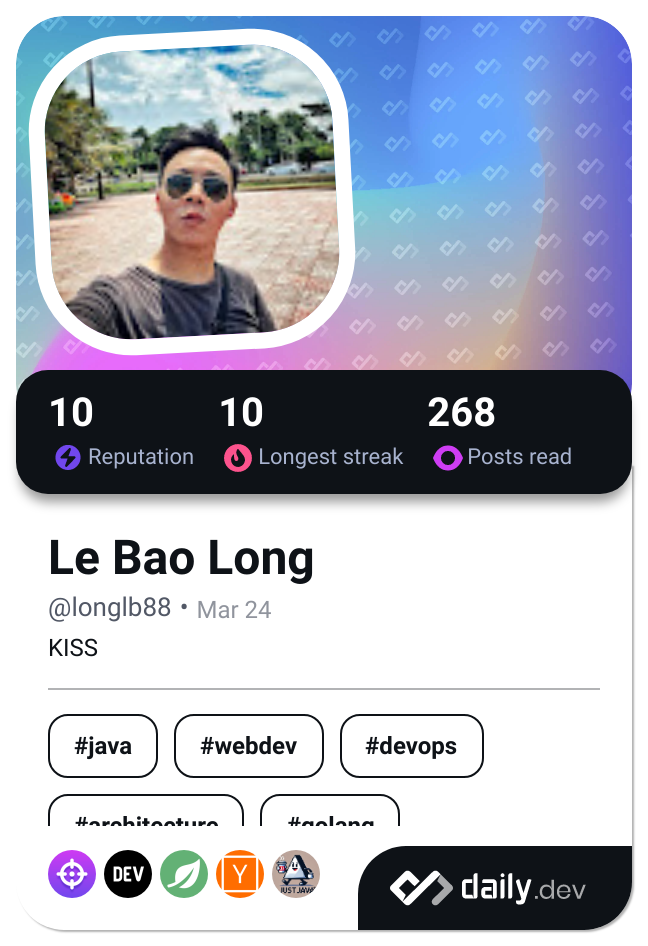 10 10 268
Reputation Longest streak Posts read
Le Bao Long
@longlb88 • Mar 24
KISS
#java #webdev #devops
#architecture #golang
DEV Y JUST JAVA
daily.dev